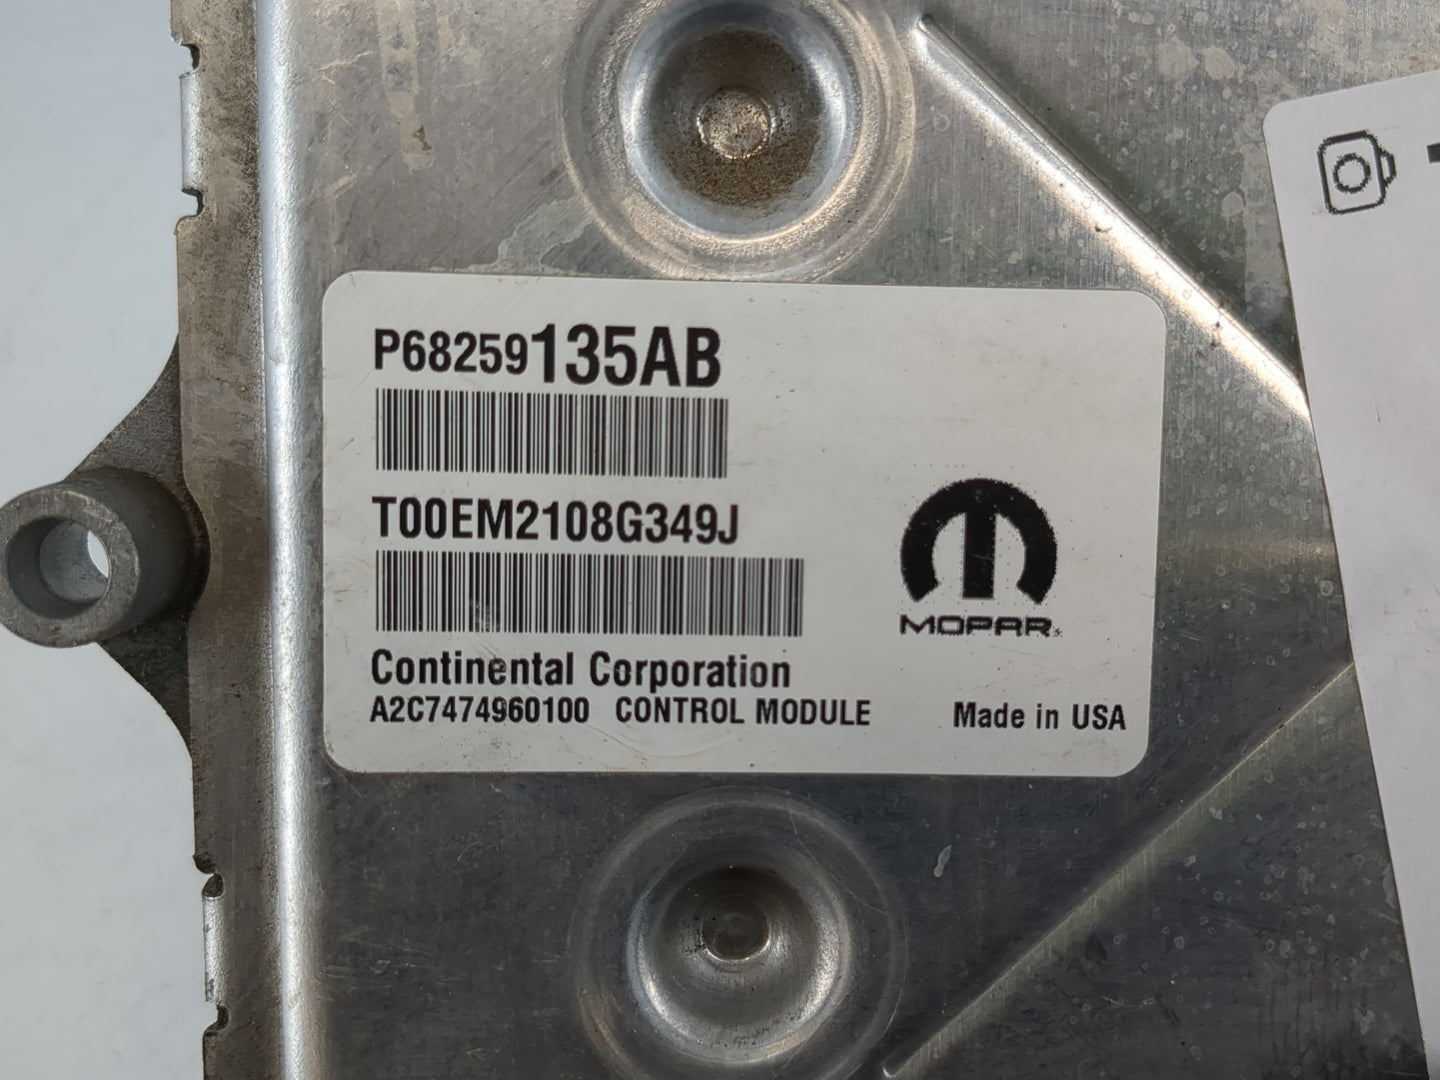 P68259135AB
T00EM2108G349J
MOPAR
Continental Corporation
A2C7474960100 CONTROL MODULE Made in USA